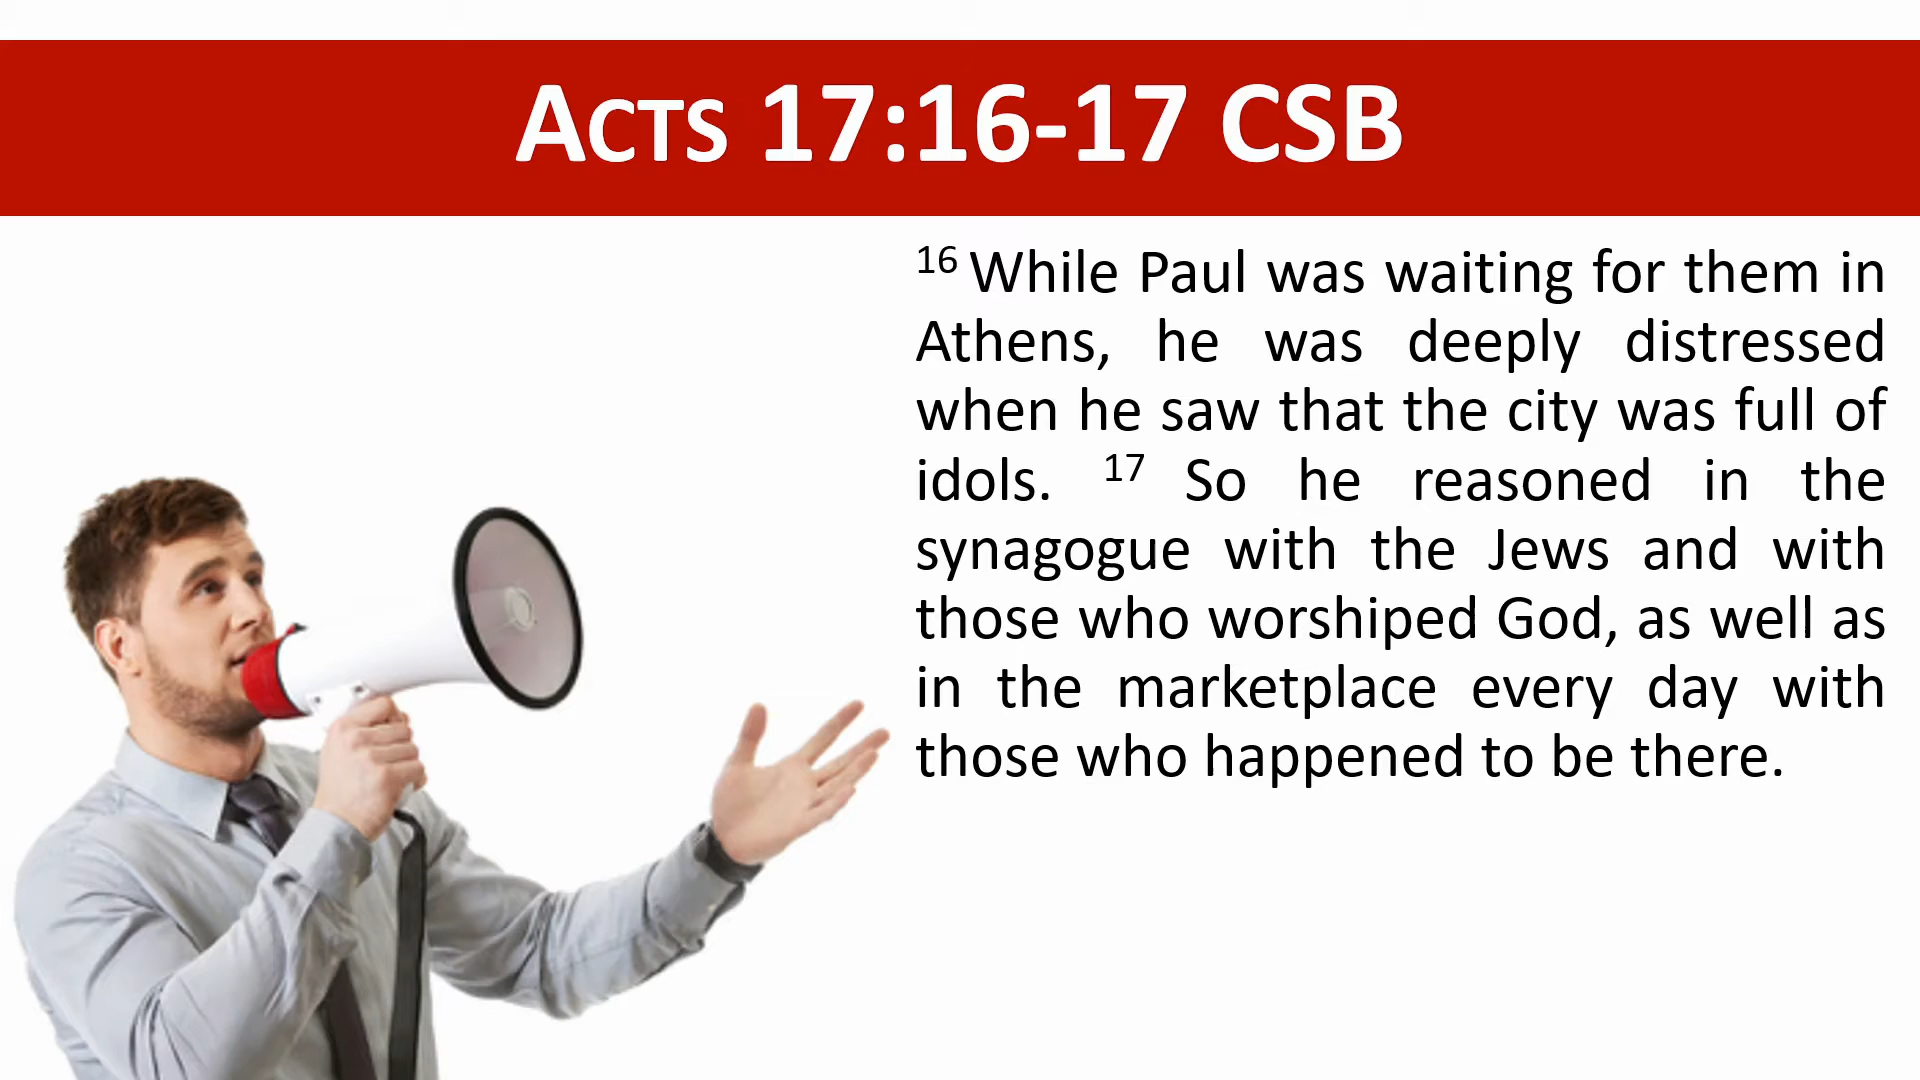 ACTS 17:16-17 CSB
16 While Paul was waiting for them in
Athens, he was deeply distressed
when he saw that the city was full of
idols. 17 So he reasoned in the
synagogue with the Jews and with
those who worshiped God, as well as
in the marketplace every day with
those who happened to be there.